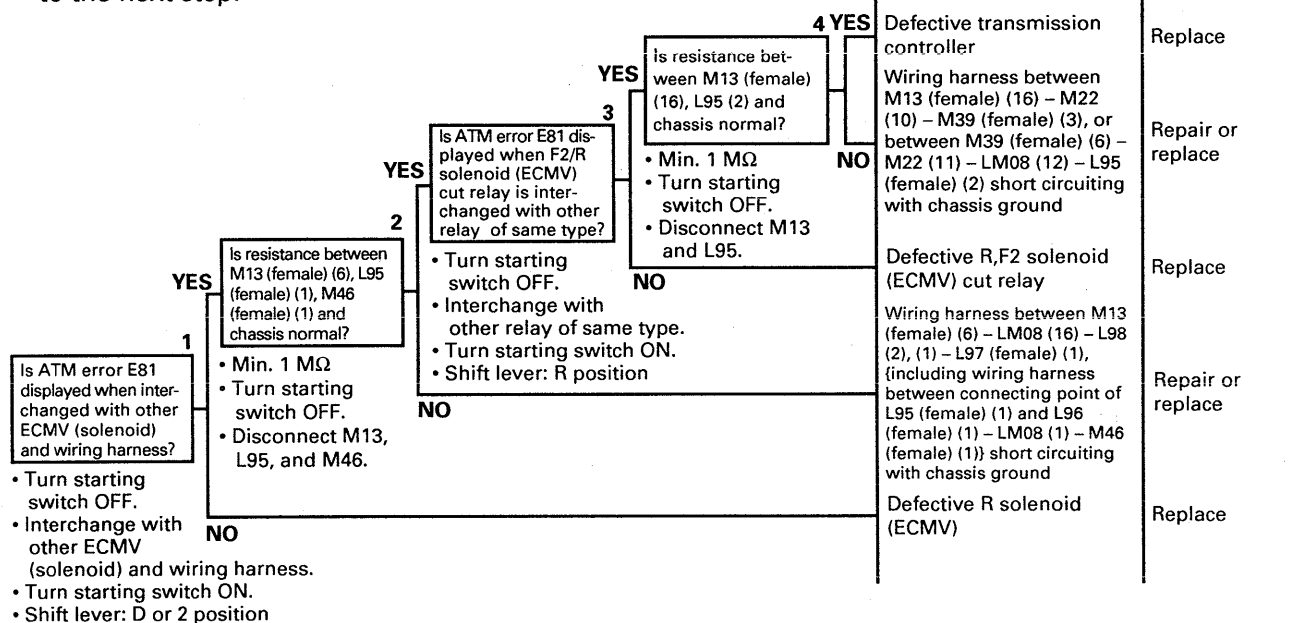 to the next step.
1
Is ATM error E81
displayed when inter-
changed with other
ECMV (solenoid)
and wiring harness?
• Turn starting
switch OFF.
• Interchange with
other ECMV
(solenoid) and wiring harness.
• Turn starting switch ON.
• Shift lever: D or 2 position
YES
NO
2
Is resistance between
M13 (female) (6), L95
(female) (1), M46
(female) (1) and
chassis normal?
• Min. 1 MΩ
• Turn starting
switch OFF.
• Disconnect M13,
L95, and M46.
YES
NO
3
Is ATM error E81 dis-
played when F2/R
solenoid (ECMV)
cut relay is inter-
changed with other
relay of same type?
• Turn starting
switch OFF.
• Interchange with
other relay of same type.
• Turn starting switch ON.
• Shift lever: R position
YES
NO
4
Is resistance bet-
ween M13 (female)
(16), L95 (2) and
chassis normal?
• Min. 1 MΩ
• Turn starting
switch OFF.
• Disconnect M13
and L95.
YES
NO
Defective transmission
controller
Replace
Wiring harness between
M13 (female) (16) – M22
(10) – M39 (female) (3), or
between M39 (female) (6) –
M22 (11) – LM08 (12) – L95
(female) (2) short circuiting
with chassis ground
Repair or
replace
Defective R,F2 solenoid
(ECMV) cut relay
Replace
Wiring harness between M13
(female) (6) – LM08 (16) – L98
(2), (1) – L97 (female) (1),
{including wiring harness
between connecting point of
L95 (female) (1) and L96
(female) (1) – LM08 (1) – M46
(female) (1)} short circuiting
with chassis ground
Repair or
replace
Defective R solenoid
(ECMV)
Replace